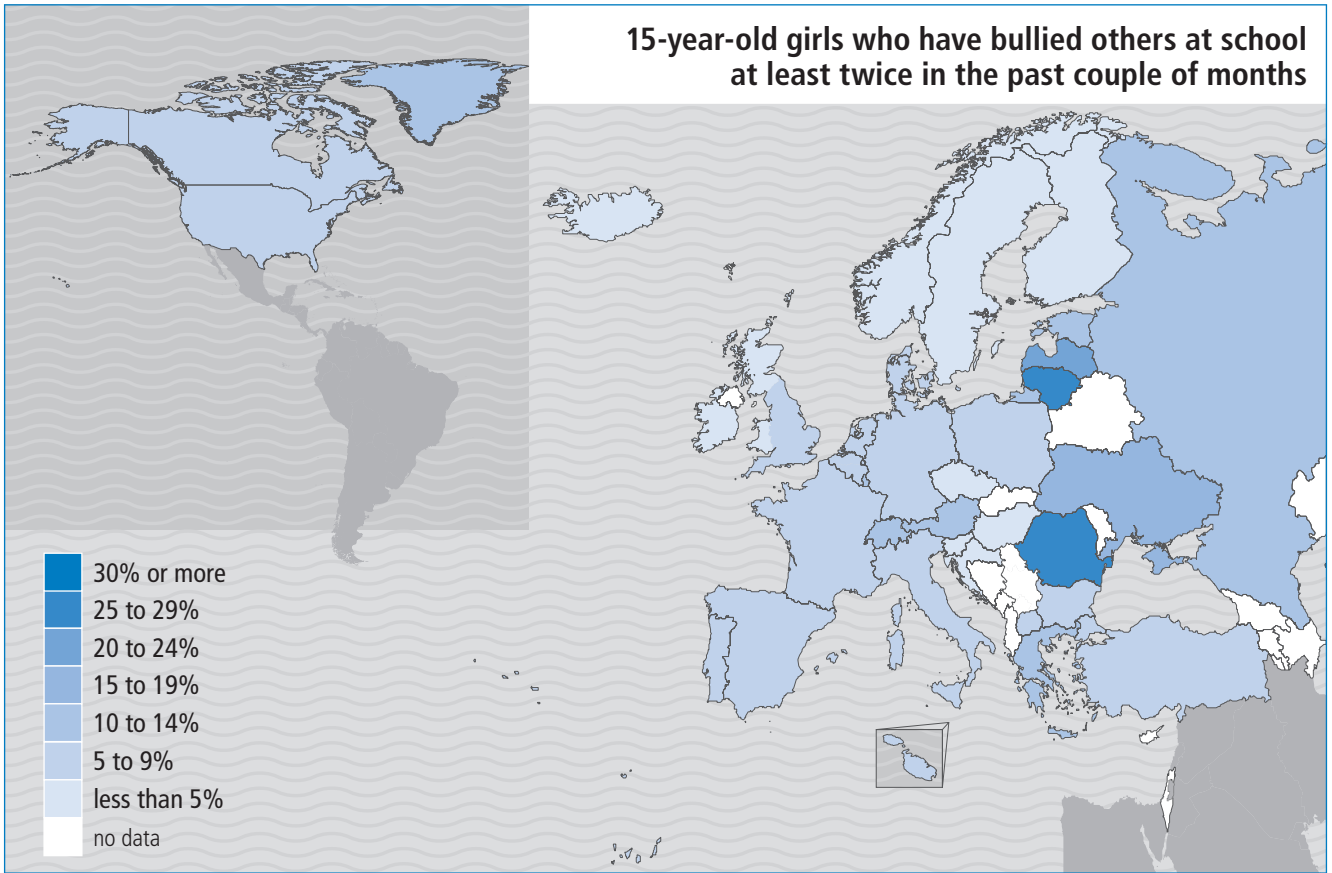 15-year-old girls who have bullied others at school
at least twice in the past couple of months
30% or more
25 to 29%
20 to 24%
15 to 19%
10 to 14%
5 to 9%
less than 5%
no data